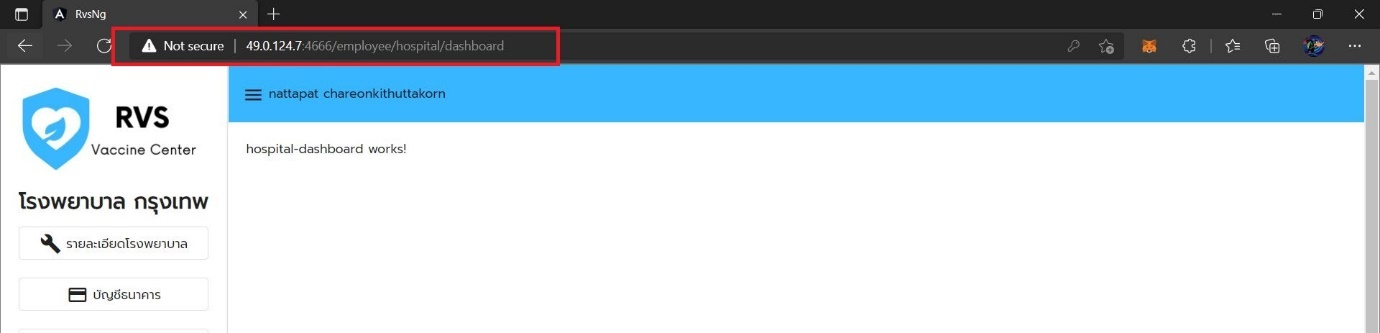 RvsNg
Not secure | 49.0.124.7:4666/employee/hospital/dashboard
RVS
Vaccine Center
nattapat chareonkithuttakorn
hospital-dashboard works!
โรงพยาบาล กรุงเทพ
รายละเอียดโรงพยาบาล
บัญชีธนาคาร